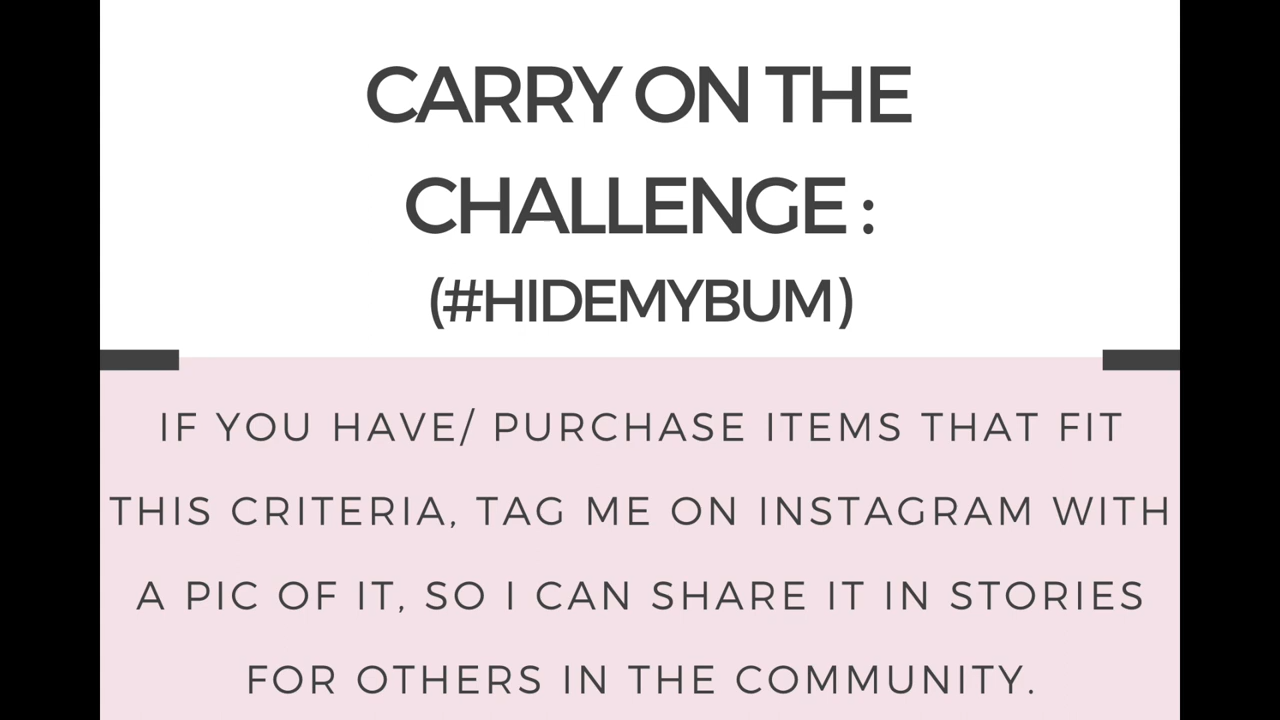 CARRY ON THE
CHALLENGE :
(#HIDEMYBUM)
IF YOU HAVE/ PURCHASE ITEMS THAT FIT
THIS CRITERIA, TAG ME ON INSTAGRAM WITH
A PIC OF IT, SO I CAN SHARE IT IN STORIES
FOR OTHERS IN THE COMMUNITY.